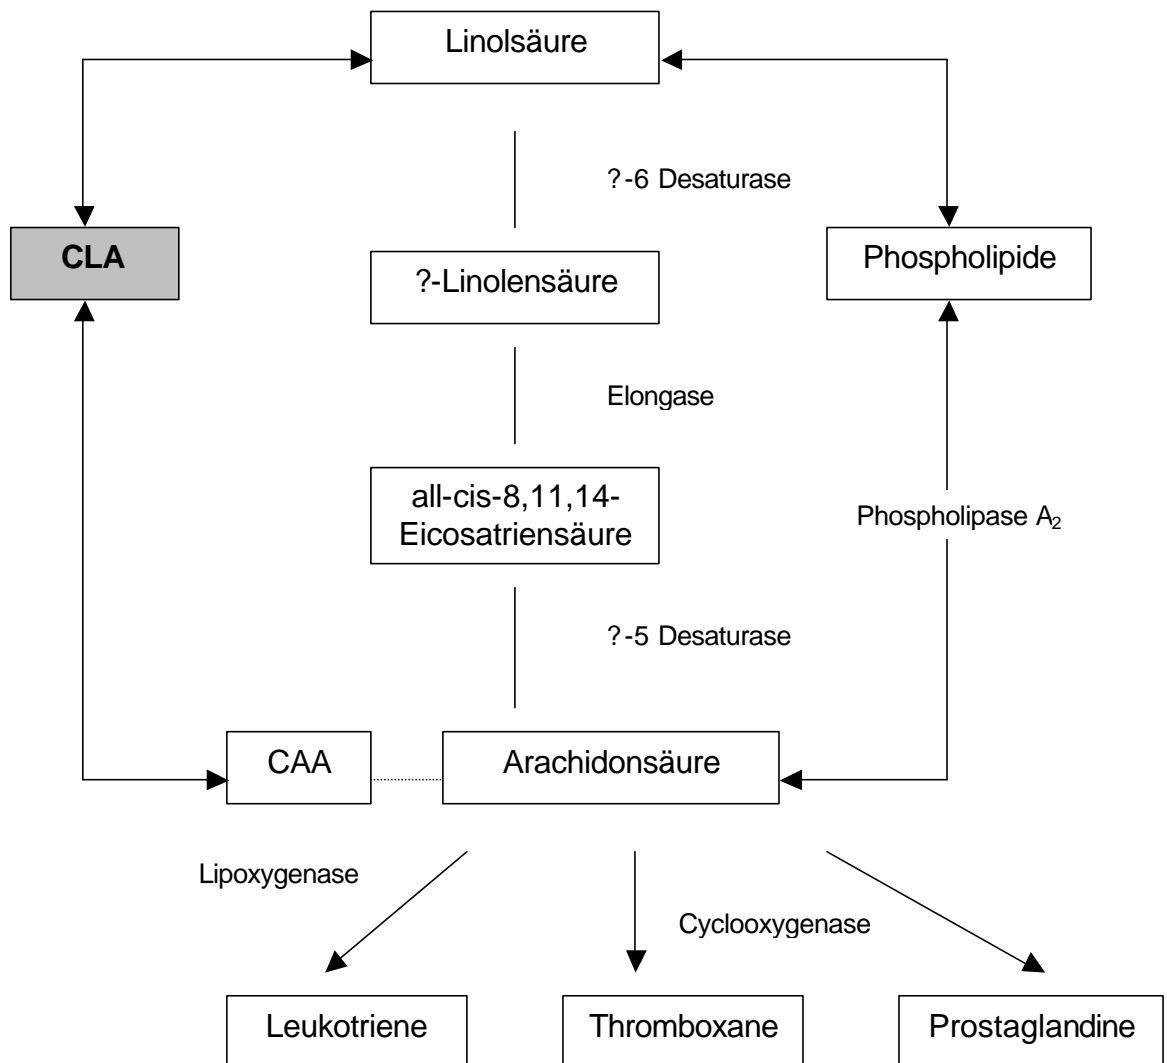 Linolsäure
?-6 Desaturase
CLA
?-Linolensäure
Phospholipide
Elongase
all-cis-8,11,14-
Eicosatriensäure
Phospholipase A₂
?-5 Desaturase
CAA
Arachidonsäure
Lipoxygenase
Cyclooxygenase
Leukotriene
Thromboxane
Prostaglandine